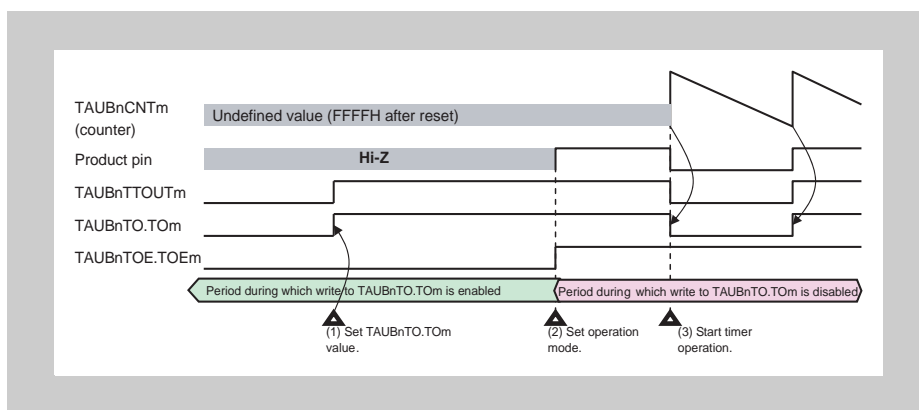 TAUBnCNTm
(counter)
Undefined value (FFFFH after reset)
Product pin
Hi-Z
TAUBnTTOUTm
TAUBnTO.TOm
TAUBnTOE.TOEm
Period during which write to TAUBnTO.TOm is enabled
Period during which write to TAUBnTO.TOm is disabled
(1) Set TAUBnTO.TOm
value.
(2) Set operation
mode.
(3) Start timer
operation.